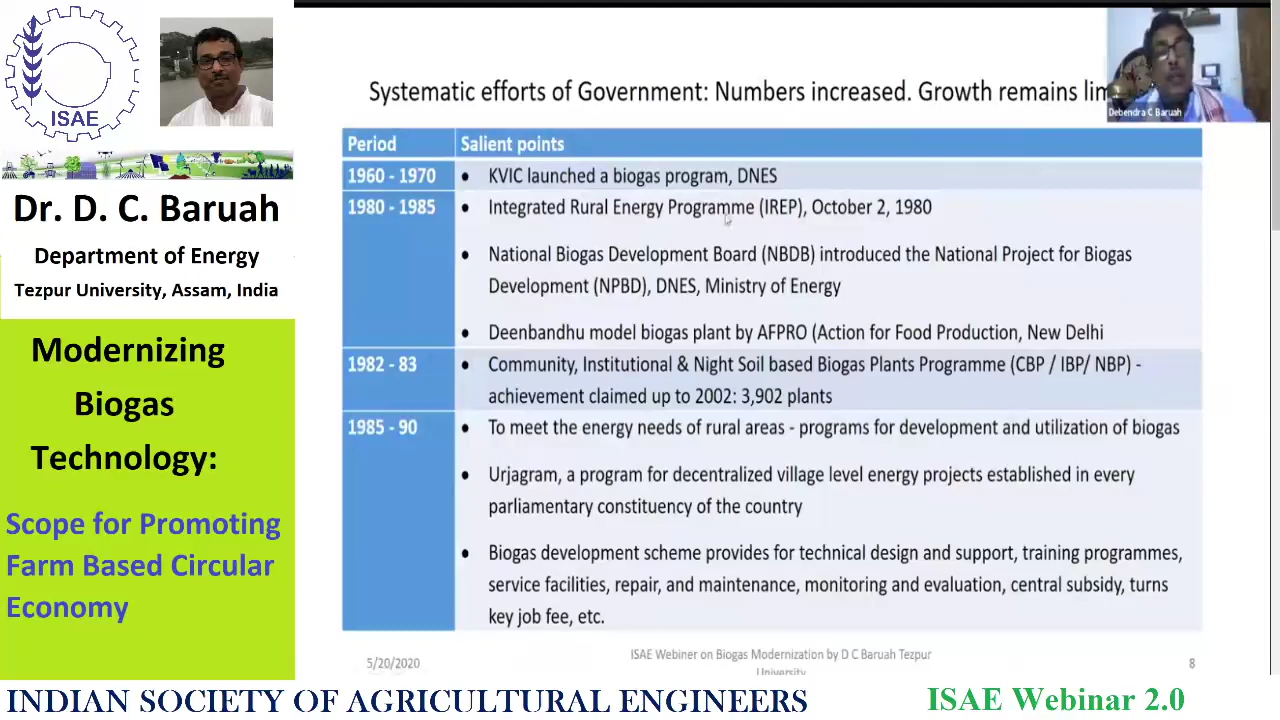 ISAE
Dr. D. C. Baruah
Department of Energy
Tezpur University, Assam, India
Modernizing
Biogas
Technology:
Scope for Promoting
Farm Based Circular
Economy
Systematic efforts of Government: Numbers increased. Growth remains lim
Debendra C Baruah
Period Salient points
1960 - 1970 • KVIC launched a biogas program, DNES
1980 - 1985 • Integrated Rural Energy Programme (IREP), October 2, 1980
• National Biogas Development Board (NBDB) introduced the National Project for Biogas
Development (NPBD), DNES, Ministry of Energy
• Deenbandhu model biogas plant by AFPRO (Action for Food Production, New Delhi
1982 - 83 • Community, Institutional & Night Soil based Biogas Plants Programme (CBP / IBP/ NBP) -
achievement claimed up to 2002: 3,902 plants
1985 - 90 • To meet the energy needs of rural areas - programs for development and utilization of biogas
• Urjagram, a program for decentralized village level energy projects established in every
parliamentary constituency of the country
• Biogas development scheme provides for technical design and support, training programmes,
service facilities, repair, and maintenance, monitoring and evaluation, central subsidy, turns
key job fee, etc.
5/20/2020
ISAE Webiner on Biogas Modernization by D C Baruah Tezpur
University
8
INDIAN SOCIETY OF AGRICULTURAL ENGINEERS
ISAE Webinar 2.0